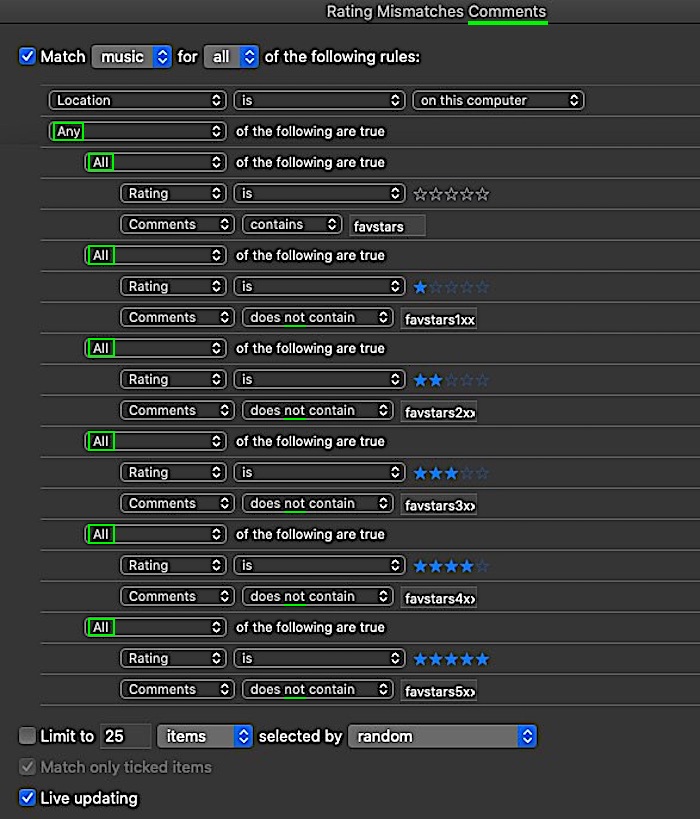 Rating Mismatches Comments
Match music for all of the following rules:
Location is on this computer
Any of the following are true
All of the following are true
Rating is ☆☆☆☆☆
Comments contains favstars
All of the following are true
Rating is ★☆☆☆☆
Comments does not contain favstars1xx
All of the following are true
Rating is ★★☆☆☆
Comments does not contain favstars2xx
All of the following are true
Rating is ★★★☆☆
Comments does not contain favstars3xx
All of the following are true
Rating is ★★★★☆
Comments does not contain favstars4xx
All of the following are true
Rating is ★★★★★
Comments does not contain favstars5xx
Limit to 25 items selected by random
Match only ticked items
Live updating